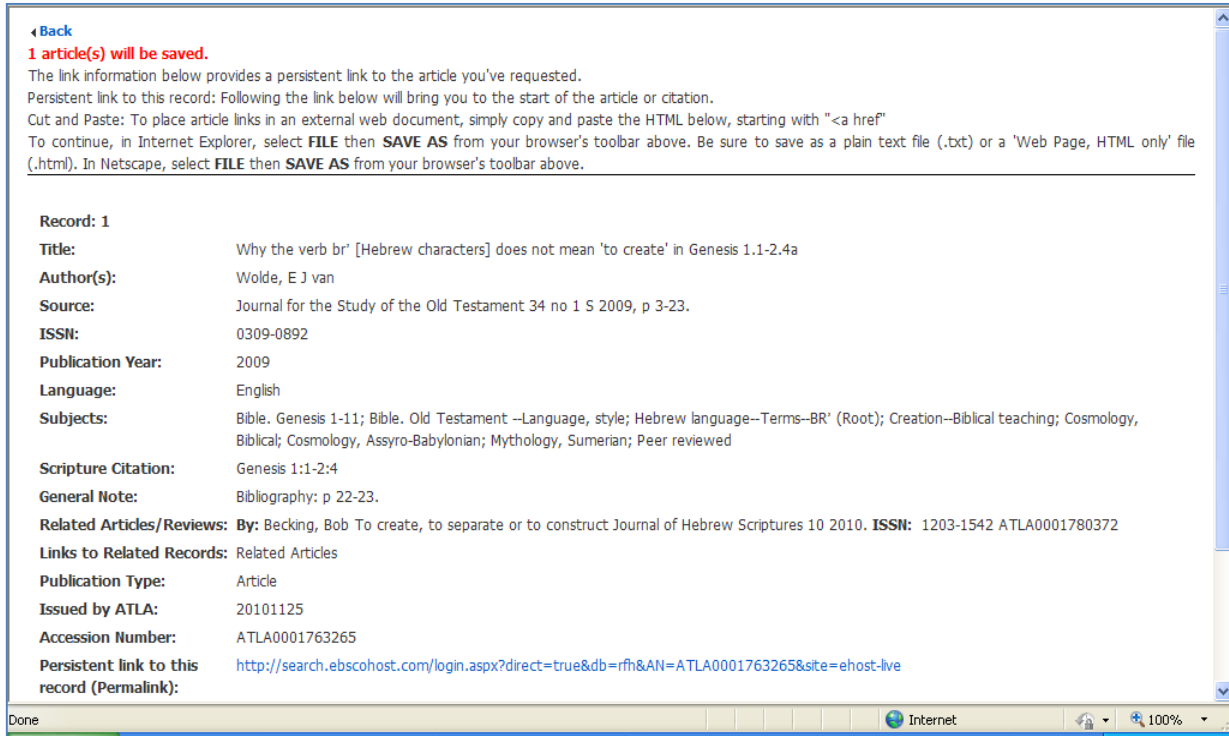 Back
1 article(s) will be saved.
The link information below provides a persistent link to the article you've requested.
Persistent link to this record: Following the link below will bring you to the start of the article or citation.
Cut and Paste: To place article links in an external web document, simply copy and paste the HTML below, starting with "<a href"
To continue, in Internet Explorer, select FILE then SAVE AS from your browser's toolbar above. Be sure to save as a plain text file (.txt) or a 'Web Page, HTML only' file
(.html). In Netscape, select FILE then SAVE AS from your browser's toolbar above.
Record: 1
Title: Why the verb br' [Hebrew characters] does not mean 'to create' in Genesis 1.1-2.4a
Author(s): Wolde, E J van
Source: Journal for the Study of the Old Testament 34 no 1 S 2009, p 3-23.
ISSN: 0309-0892
Publication Year: 2009
Language: English
Subjects: Bible. Genesis 1-11; Bible. Old Testament --Language, style; Hebrew language--Terms--BR' (Root); Creation--Biblical teaching; Cosmology,
Biblical; Cosmology, Assyro-Babylonian; Mythology, Sumerian; Peer reviewed
Scripture Citation: Genesis 1:1-2:4
General Note: Bibliography: p 22-23.
Related Articles/Reviews: By: Becking, Bob To create, to separate or to construct Journal of Hebrew Scriptures 10 2010. ISSN: 1203-1542 ATLA0001780372
Links to Related Records: Related Articles
Publication Type: Article
Issued by ATLA: 20101125
Accession Number: ATLA0001763265
Persistent link to this http://search.ebscohost.com/login.aspx?direct=true&db=rfh&AN=ATLA0001763265&site=ehost-live
record (Permalink):
Done Internet 100%